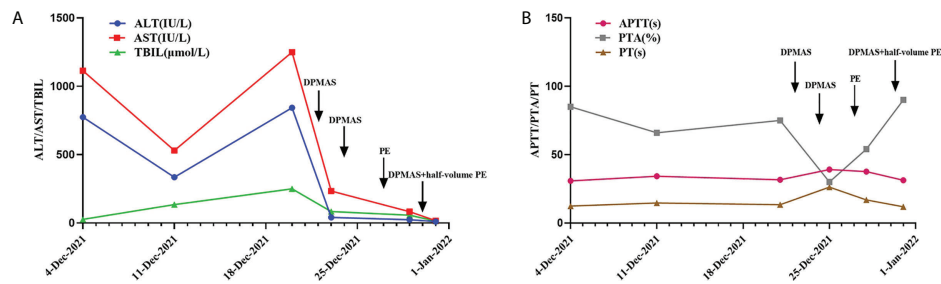 A
ALT(IU/L)
AST(IU/L)
TBIL(μmol/L)
ALT/AST/TBIL
1500
1000
500
0
DPMAS
DPMAS
PE
DPMAS+half-volume PE
4-Dec-2021
11-Dec-2021
18-Dec-2021
25-Dec-2021
1-Jan-2022
B
APTT(s)
PTA(%)
PT(s)
APTT/PTA/PT
150
100
50
0
DPMAS
DPMAS
PE
DPMAS+half-volume PE
4-Dec-2021
11-Dec-2021
18-Dec-2021
25-Dec-2021
1-Jan-2022